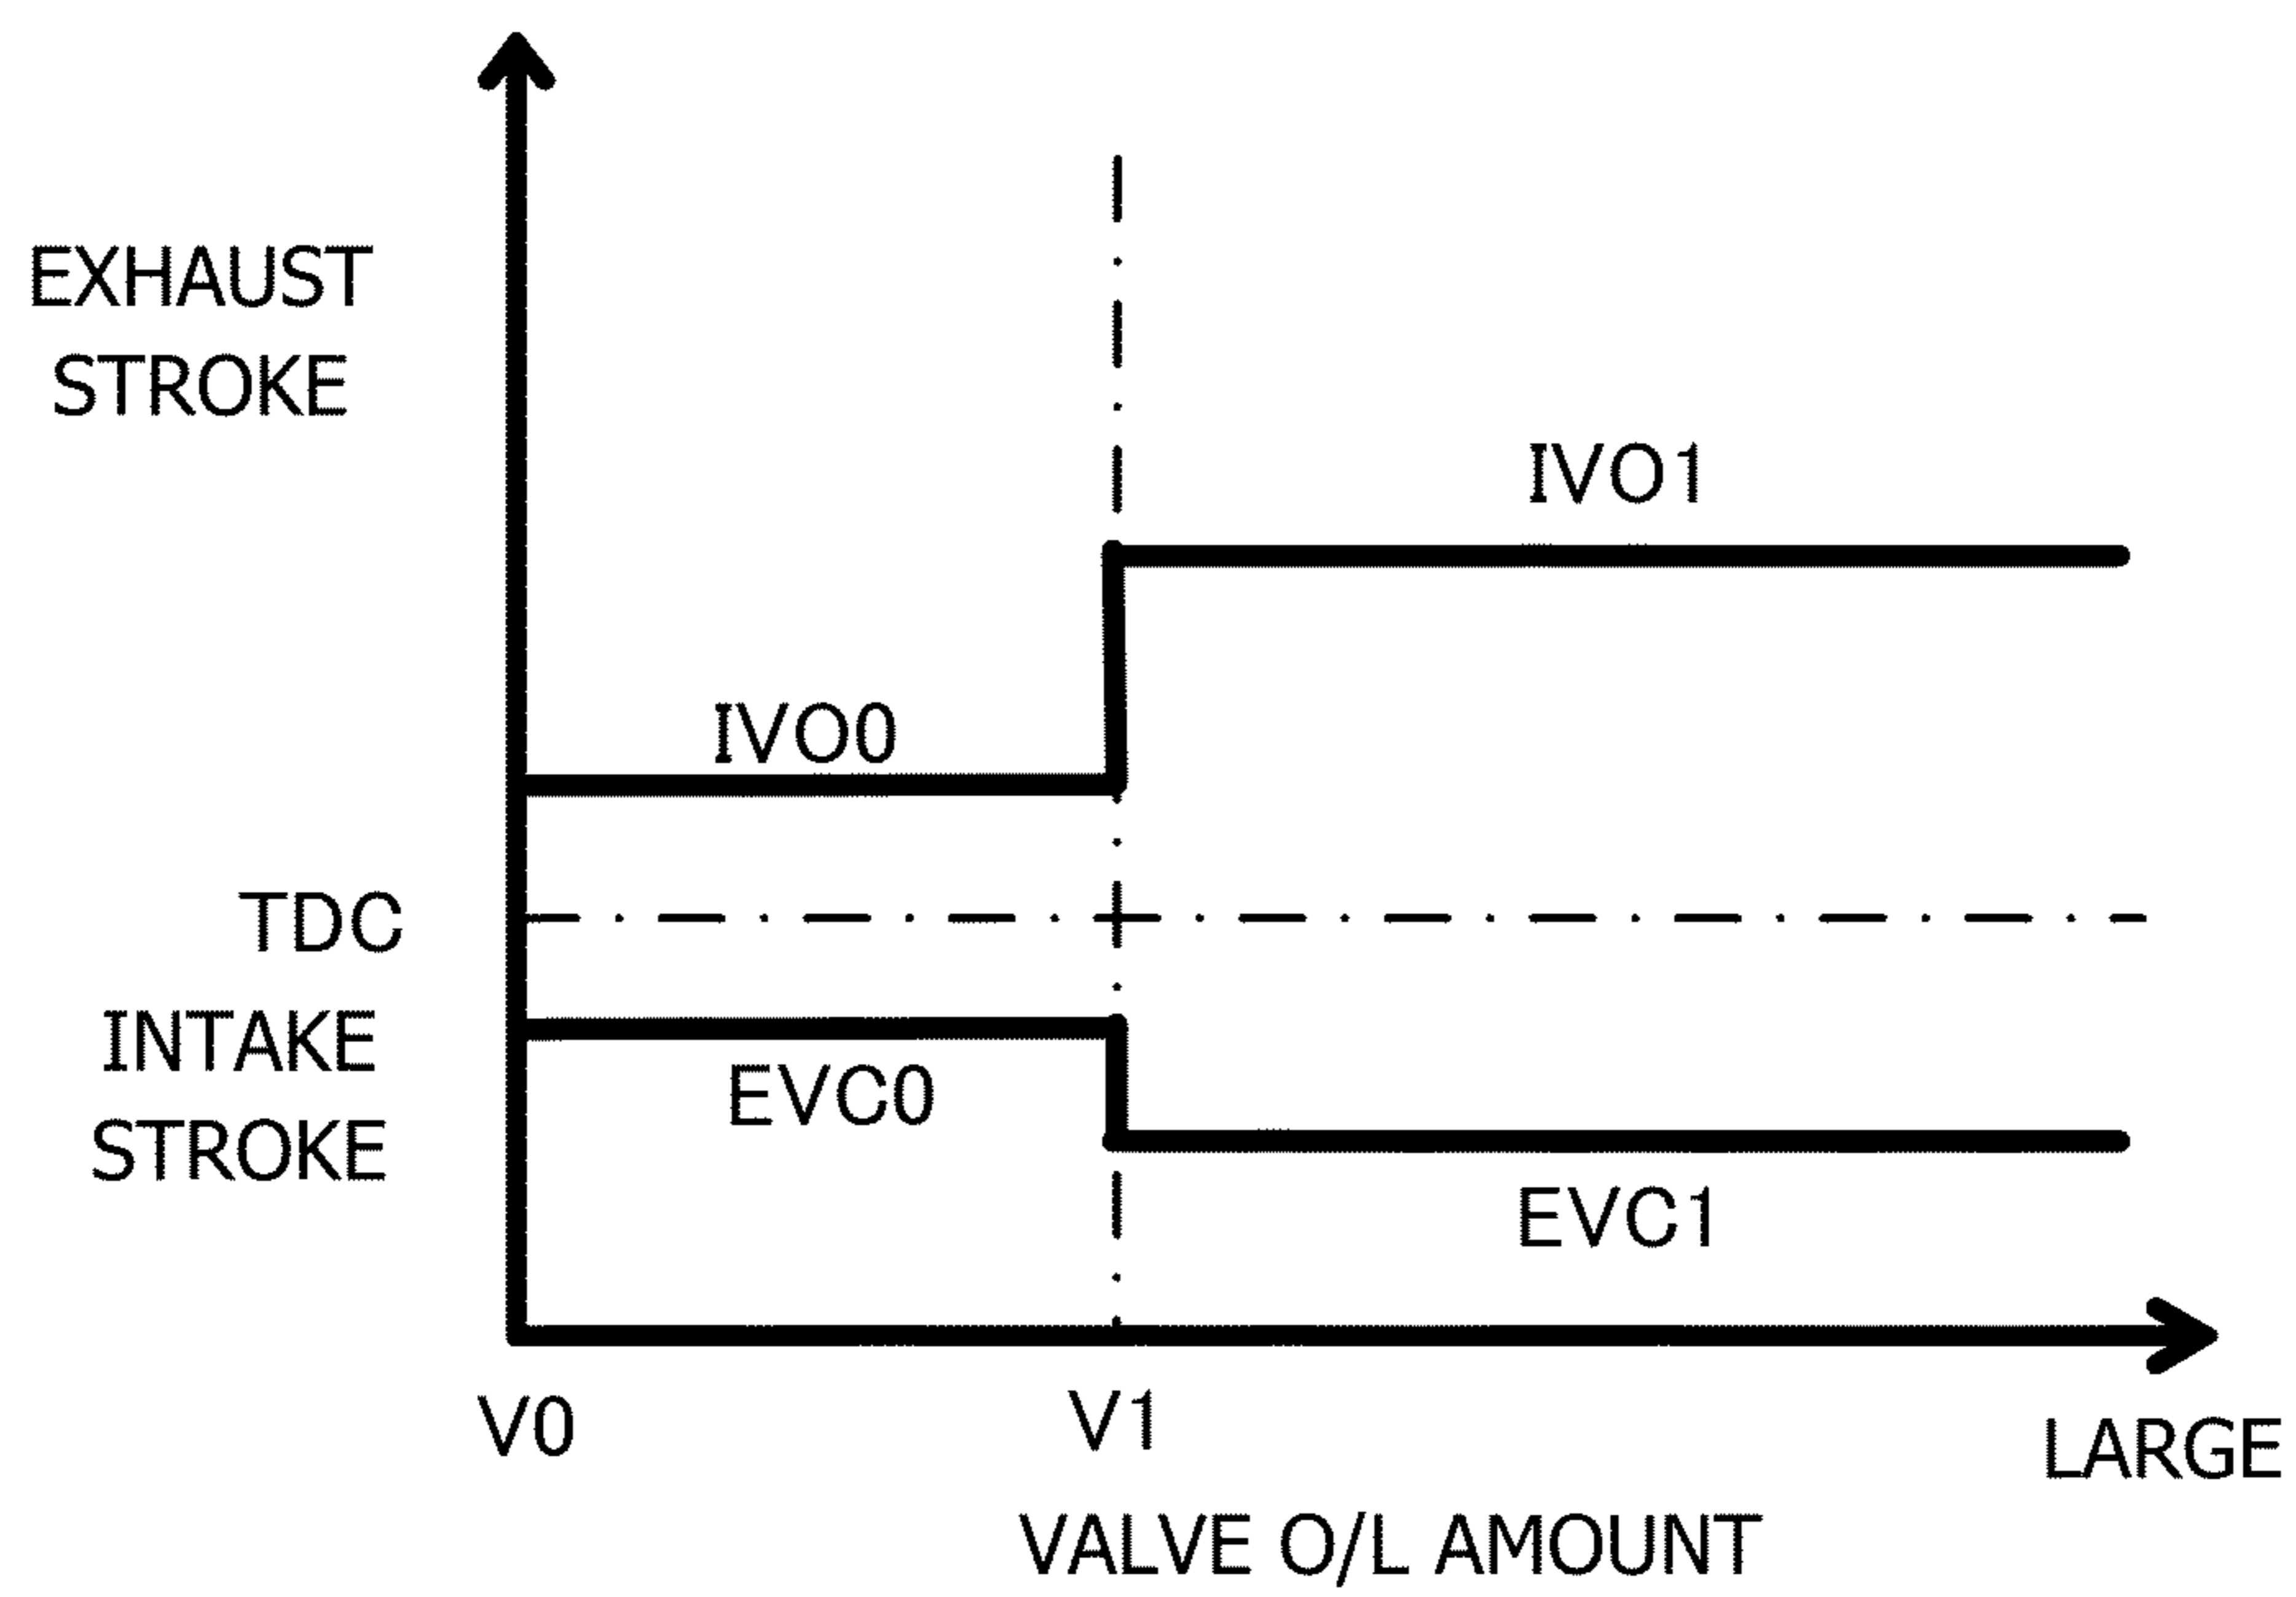 EXHAUST
STROKE
IVO1
IVO0
TDC
INTAKE
STROKE
EVC0
EVC1
V0
V1
LARGE
VALVE O/L AMOUNT